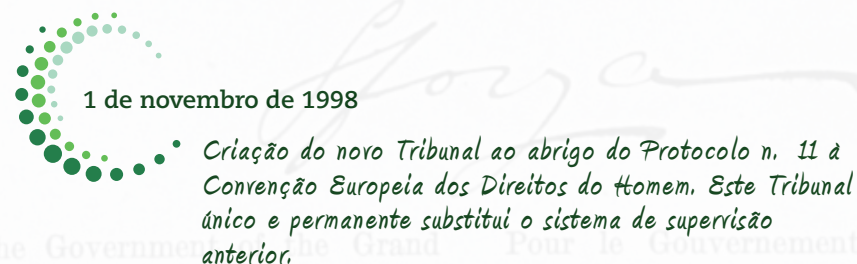 1 de novembro de 1998
Criação do novo Tribunal ao abrigo do Protocolo n. 11 à
Convenção Europeia dos Direitos do Homem. Este Tribunal
único e permanente substitui o sistema de supervisão
the Government of the Grand Pour le Gouvernement
anterior.